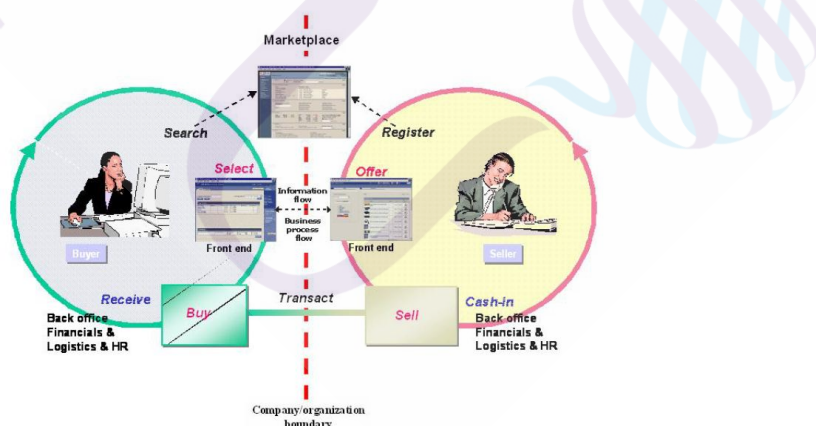 Marketplace
Search
Register
Select
Offer
Information
flow
Business
process
flow
Front end
Front end
Buyer
Seller
Receive
Buy
Transact
Sell
Cash-in
Back office
Financials &
Logistics & HR
Back office
Financials &
Logistics & HR
Company/organization
boundary